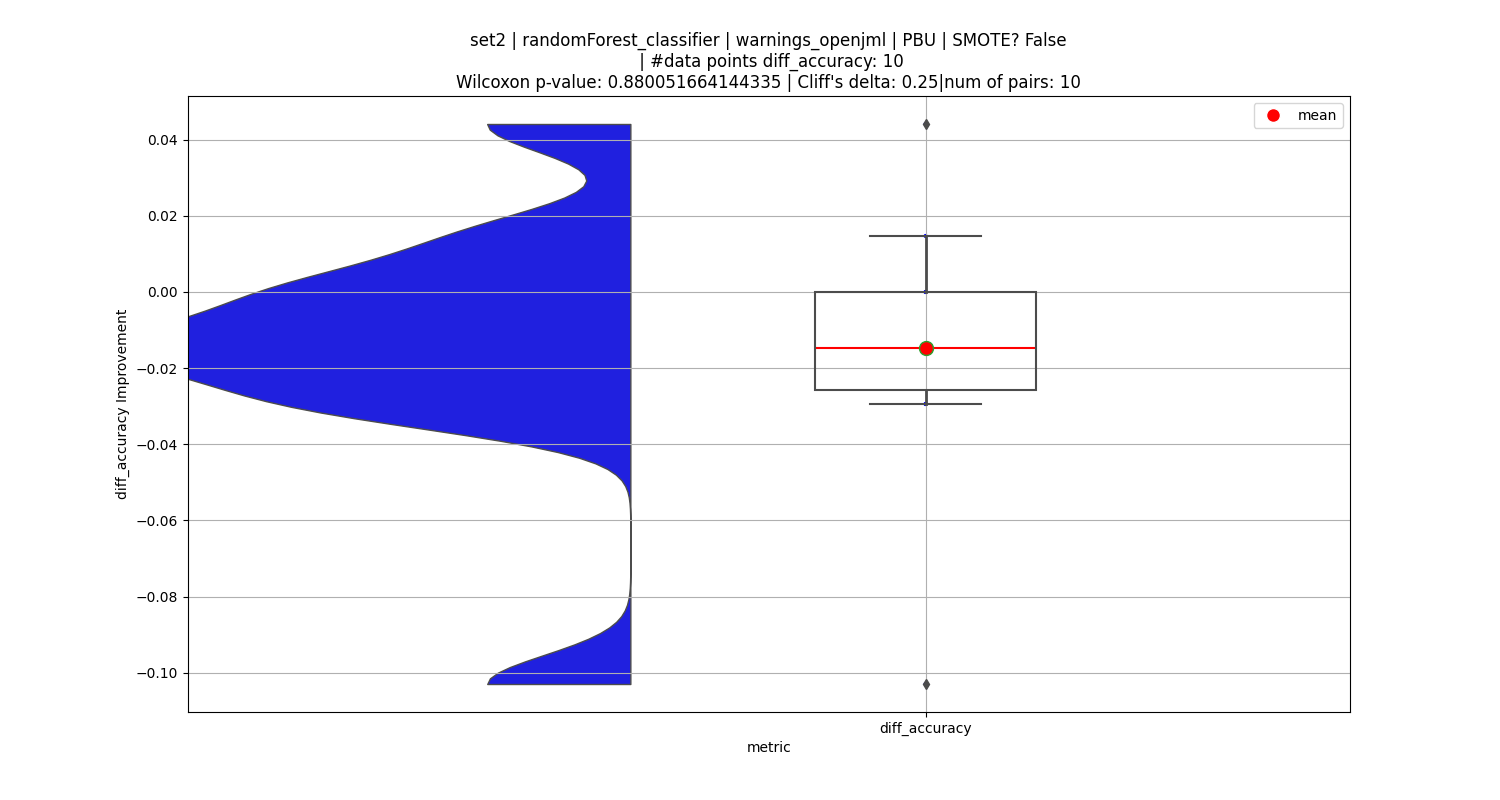 set2 | randomForest_classifier | warnings_openjml | PBU | SMOTE? False
| #data points diff_accuracy: 10
Wilcoxon p-value: 0.880051664144335 | Cliff's delta: 0.25|num of pairs: 10
mean
0.04
0.02
0.00
−0.02
−0.04
−0.06
−0.08
−0.10
diff_accuracy Improvement
diff_accuracy
metric